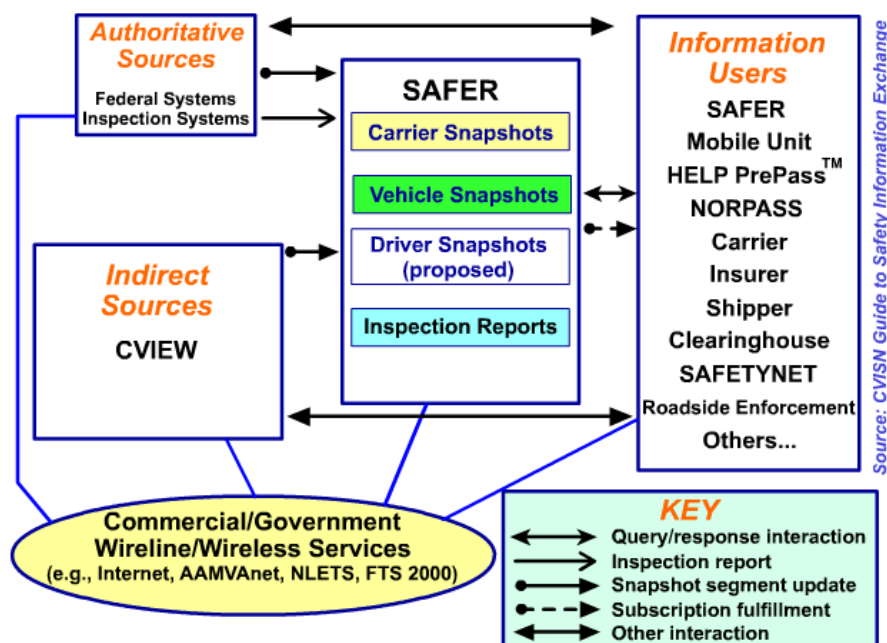 Authoritative
Sources
Federal Systems
Inspection Systems
SAFER
Carrier Snapshots
Vehicle Snapshots
Driver Snapshots
(proposed)
Inspection Reports
Indirect
Sources
CVIEW
Information
Users
SAFER
Mobile Unit
HELP PrePass™
NORPASS
Carrier
Insurer
Shipper
Clearinghouse
SAFETYNET
Roadside Enforcement
Others...
Source: CVISN Guide to Safety Information Exchange
Commercial/Government
Wireline/Wireless Services
(e.g., Internet, AAMVAnet, NLETS, FTS 2000)
KEY
Query/response interaction
Inspection report
Snapshot segment update
Subscription fulfillment
Other interaction